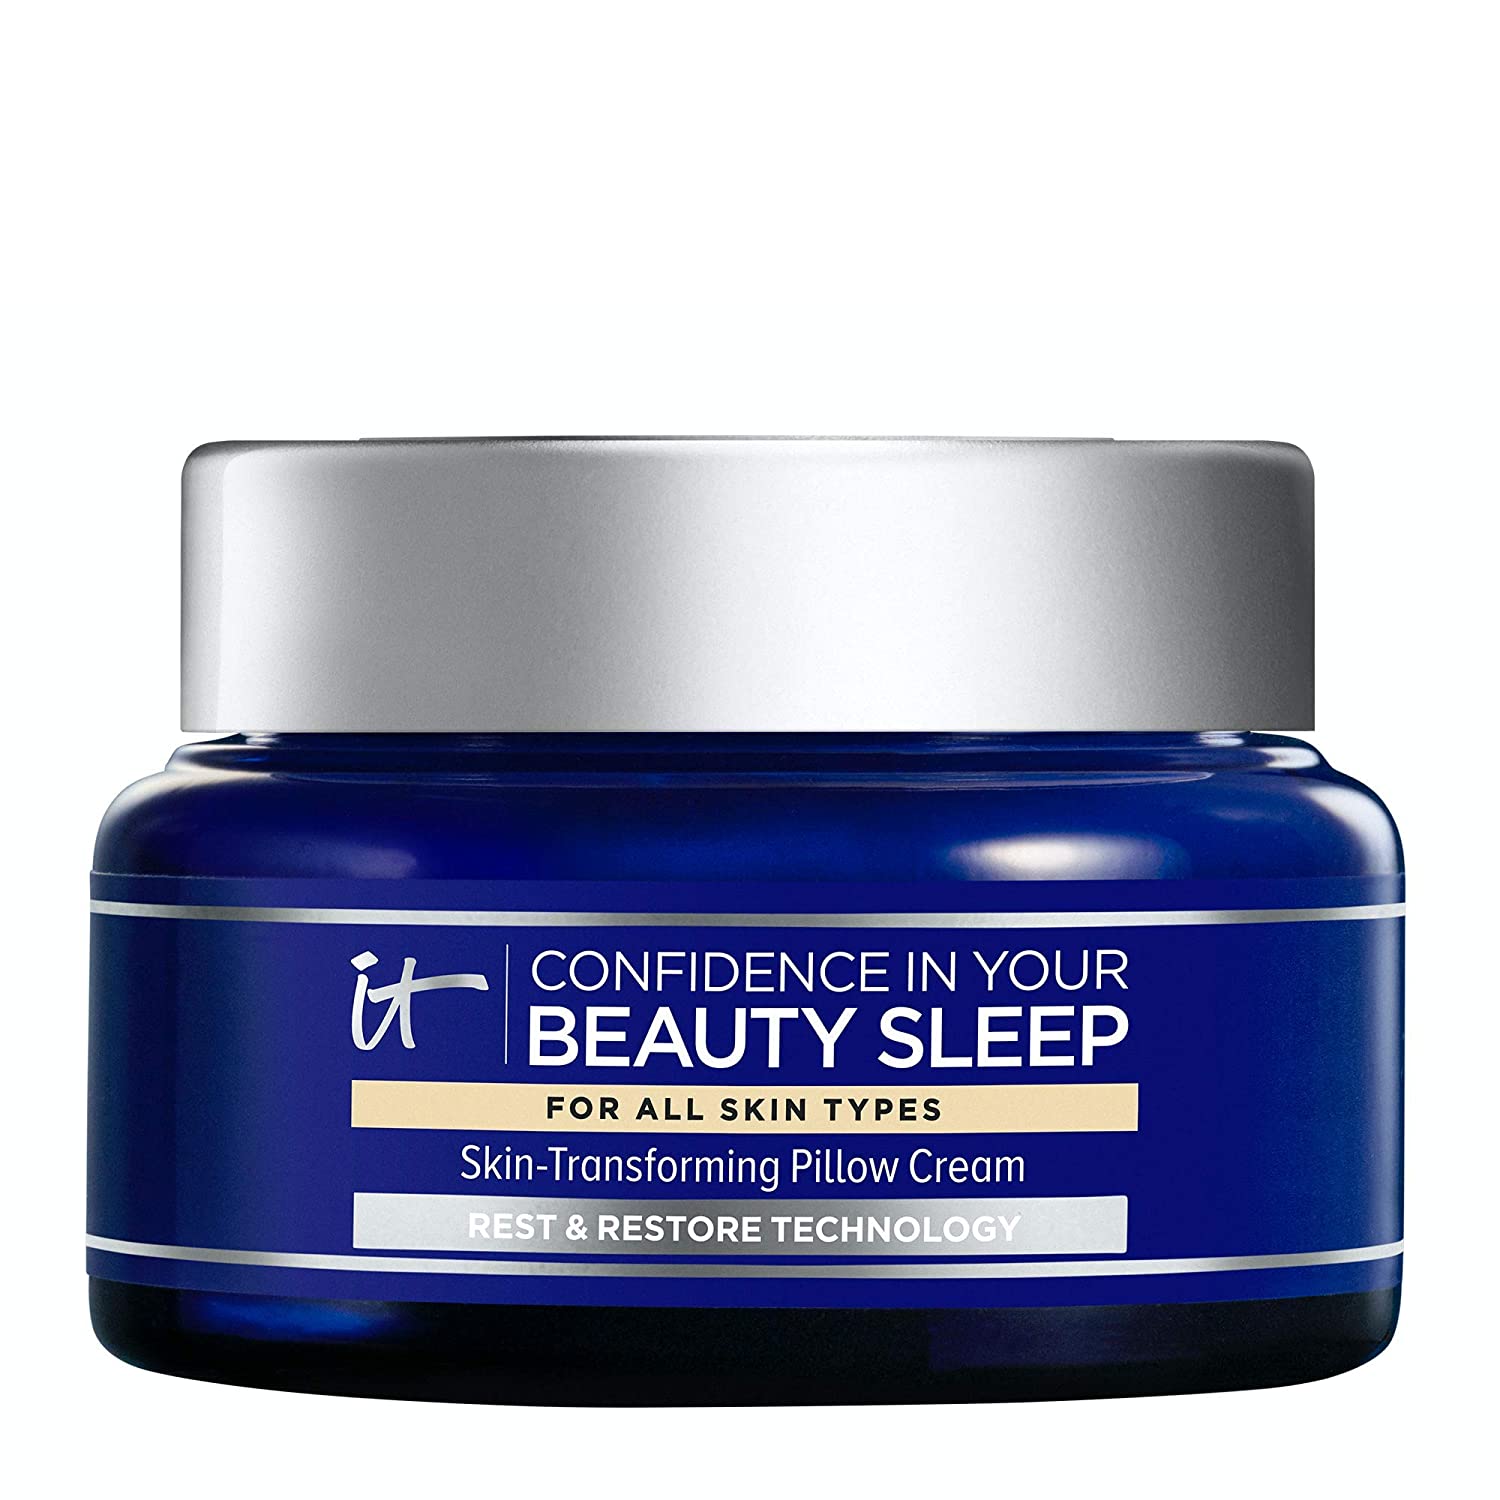 it
CONFIDENCE IN YOUR
BEAUTY SLEEP
FOR ALL SKIN TYPES
Skin-Transforming Pillow Cream
REST & RESTORE TECHNOLOGY